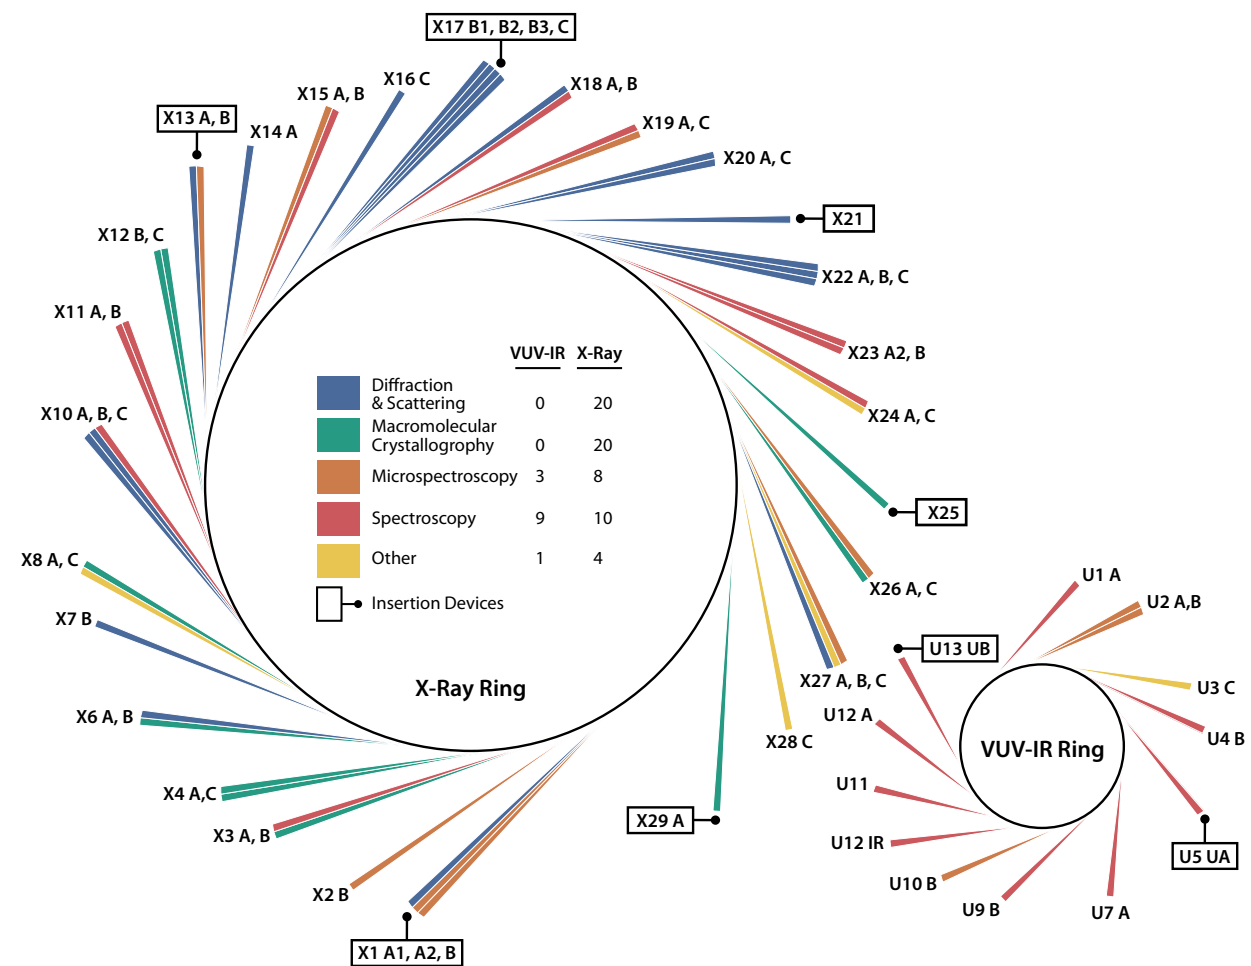 X17 B1, B2, B3, C
X16 C
X18 A, B
X15 A, B
X13 A, B
X14 A
X19 A, C
X20 A, C
X21
X12 B, C
X22 A, B, C
X11 A, B
X23 A2, B
X10 A, B, C
X24 A, C
VUV-IR X-Ray
Diffraction
& Scattering 0 20
Macromolecular
Crystallogrophy 0 20
Microspectroscopy 3 8
Spectroscopy 9 10
Other 1 4
Insertion Devices
X25
X8 A, C
X26 A, C
X7 B
X27 A, B, C
X-Ray Ring
X6 A, B
X28 C
X4 A,C
X29 A
X3 A, B
X2 B
X1 A1, A2, B
U1 A
U2 A,B
U13 UB
U3 C
U12 A
U4 B
VUV-IR Ring
U11
U12 IR
U5 UA
U10 B
U9 B
U7 A